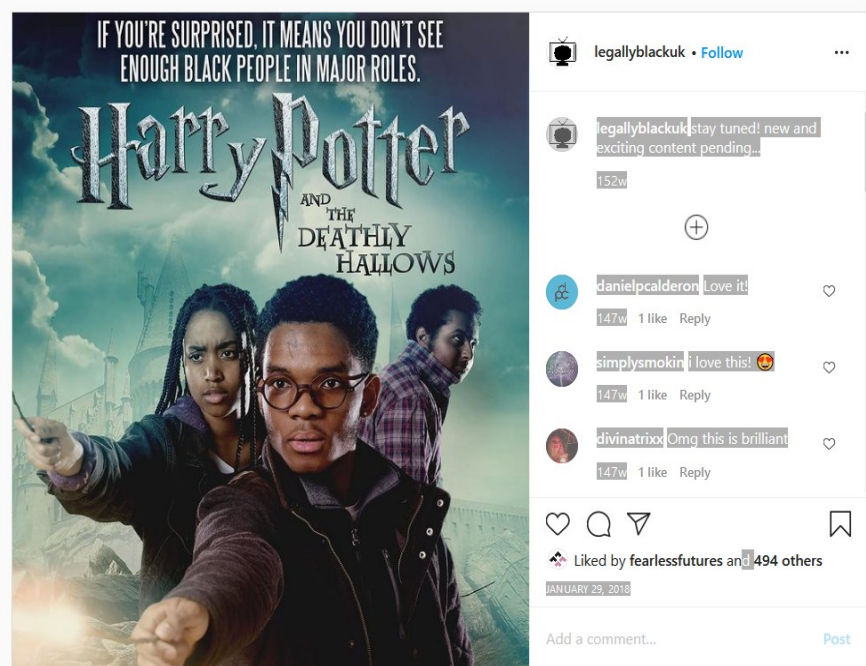 IF YOU'RE SURPRISED, IT MEANS YOU DON'T SEE
ENOUGH BLACK PEOPLE IN MAJOR ROLES.
Harry Potter
AND
THE
DEATHLY
HALLOWS
legallyblackuk • Follow
legallyblackuk stay tuned! new and
exciting content pending...
152w
danielpcalderon Love it!
147w 1 like Reply
simplysmokin i love this! 😍
147w 1 like Reply
divinatrixx Omg this is brilliant
147w 1 like Reply
Liked by fearlessfutures and 494 others
JANUARY 29, 2018
Add a comment... Post